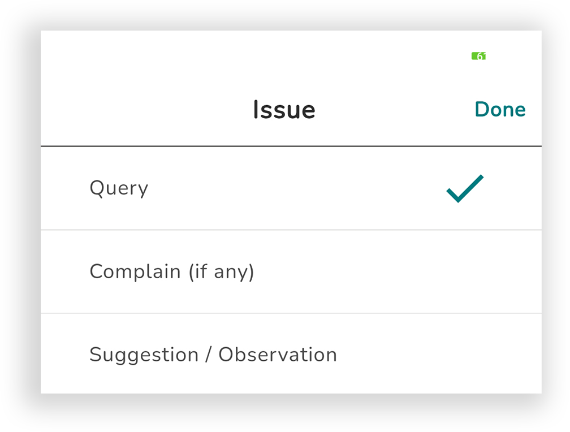 Issue
Done
Query
Complain (if any)
Suggestion / Observation